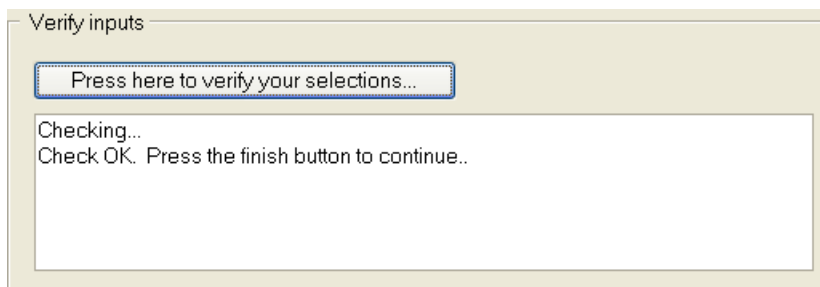 Verify inputs
Press here to verify your selections...
Checking...
Check OK.  Press the finish button to continue..